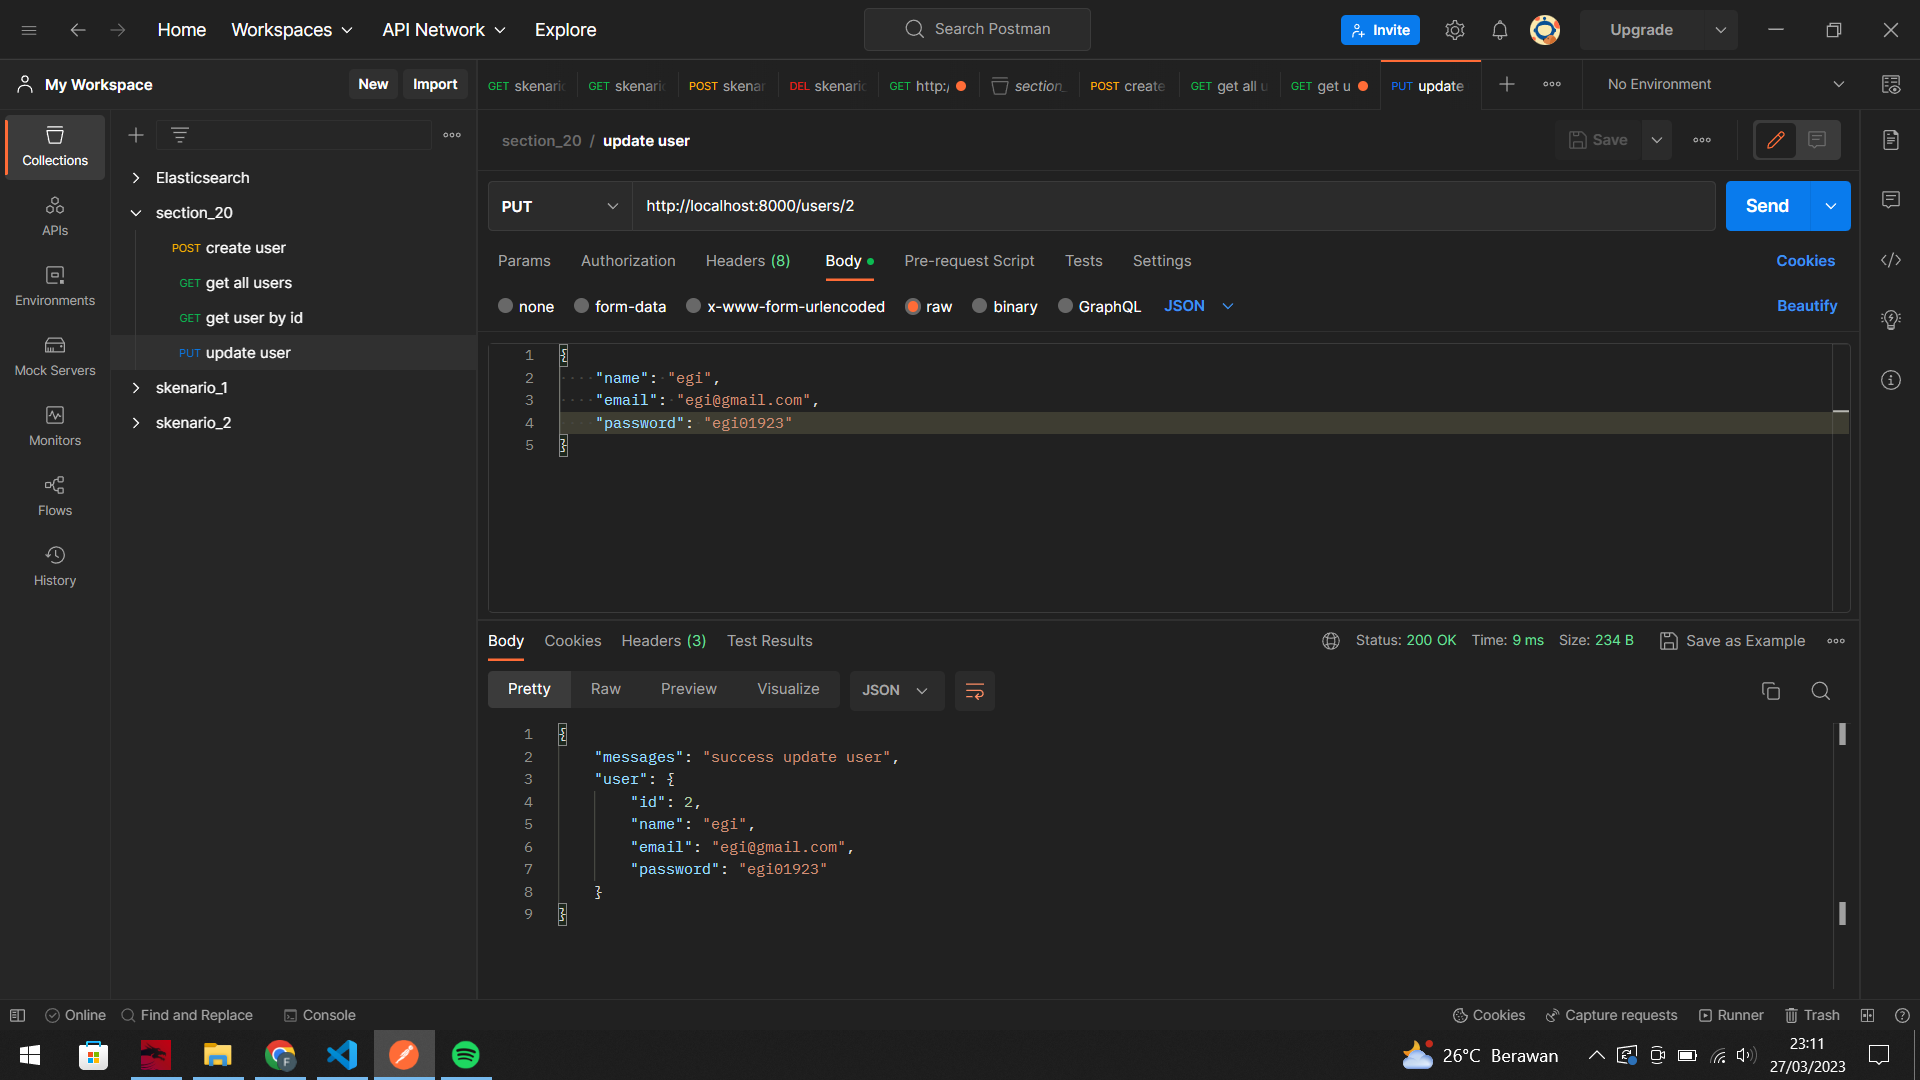 Home Workspaces API Network Explore Search Postman Invite Upgrade
My Workspace New Import GET skenaric GET skenaric POST skenar DEL skenaric GET http:/ section_ POST create GET get all u GET get u PUT update No Environment
section_20 / update user Save
Collections
Elasticsearch
section_20
POST create user
GET get all users
GET get user by id
PUT update user
skenario_1
skenario_2
APIs
Environments
Mock Servers
Monitors
Flows
History
PUT http://localhost:8000/users/2 Send
Params Authorization Headers (8) Body Pre-request Script Tests Settings Cookies
none form-data x-www-form-urlencoded raw binary GraphQL JSON Beautify
1 {
2 "name": "egi",
3 "email": "egi@gmail.com",
4 "password": "egi01923"
5 }
Body Cookies Headers (3) Test Results Status: 200 OK Time: 9 ms Size: 234 B Save as Example
Pretty Raw Preview Visualize JSON
1 {
2 "messages": "success update user",
3 "user": {
4 "id": 2,
5 "name": "egi",
6 "email": "egi@gmail.com",
7 "password": "egi01923"
8 }
9 }
Online Find and Replace Console Cookies Capture requests Runner Trash
F
26°C Berawan
23:11
27/03/2023